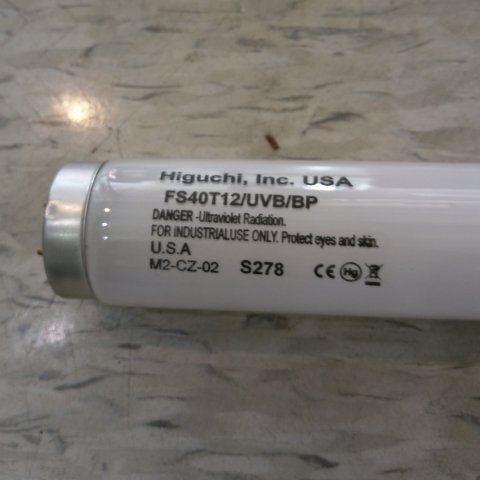 Higuchi, Inc. USA
FS40T12/UVB/BP
DANGER -Ultraviolet Radiation.
FOR INDUSTRIALUSE ONLY. Protect eyes and skin.
U.S.A
M2-CZ-02 S278 CE Hg